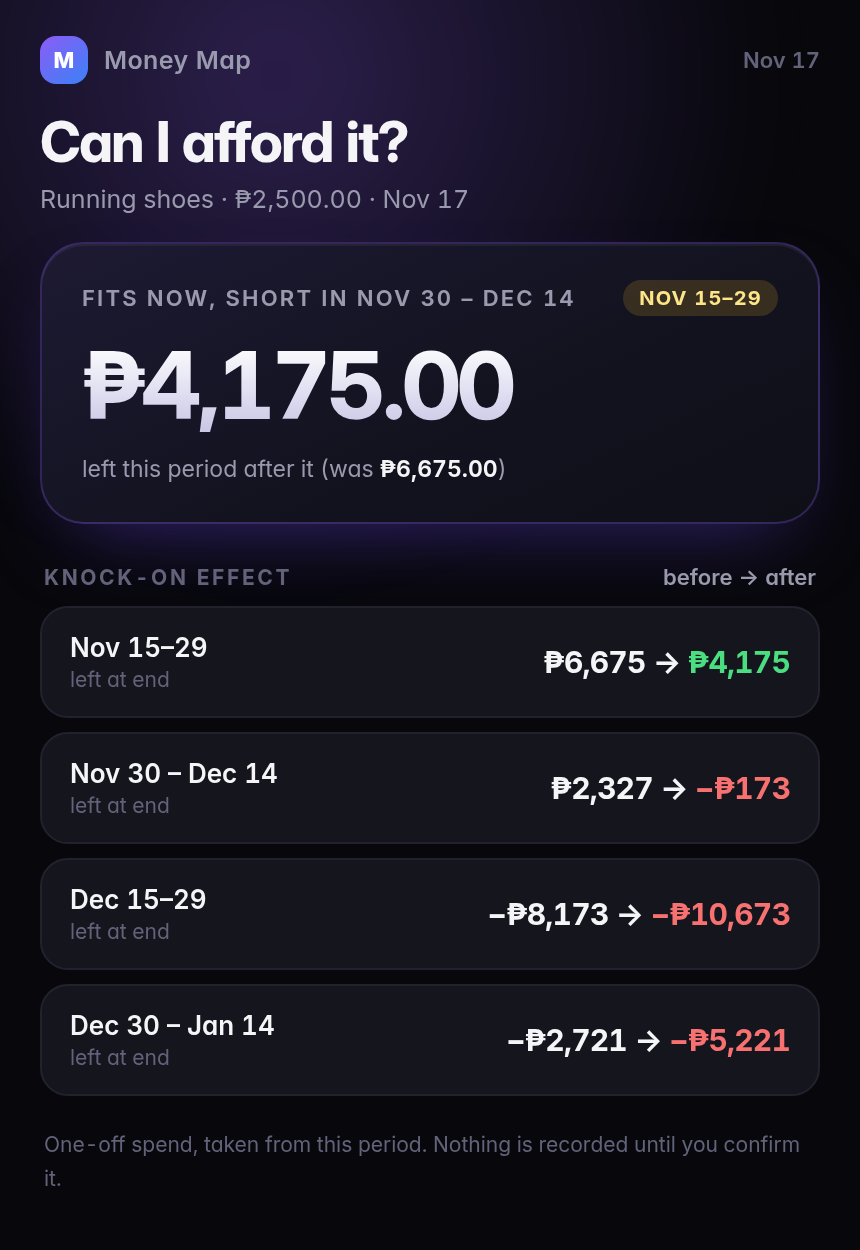 M Money Map Nov 17
Can I afford it?
Running shoes · ₱2,500.00 · Nov 17
FITS NOW, SHORT IN NOV 30 – DEC 14 NOV 15–29
₱4,175.00
left this period after it (was ₱6,675.00)
KNOCK-ON EFFECT before → after
Nov 15–29
left at end
₱6,675 → ₱4,175
Nov 30 – Dec 14
left at end
₱2,327 → −₱173
Dec 15–29
left at end
−₱8,173 → −₱10,673
Dec 30 – Jan 14
left at end
−₱2,721 → −₱5,221
One-off spend, taken from this period. Nothing is recorded until you confirm
it.